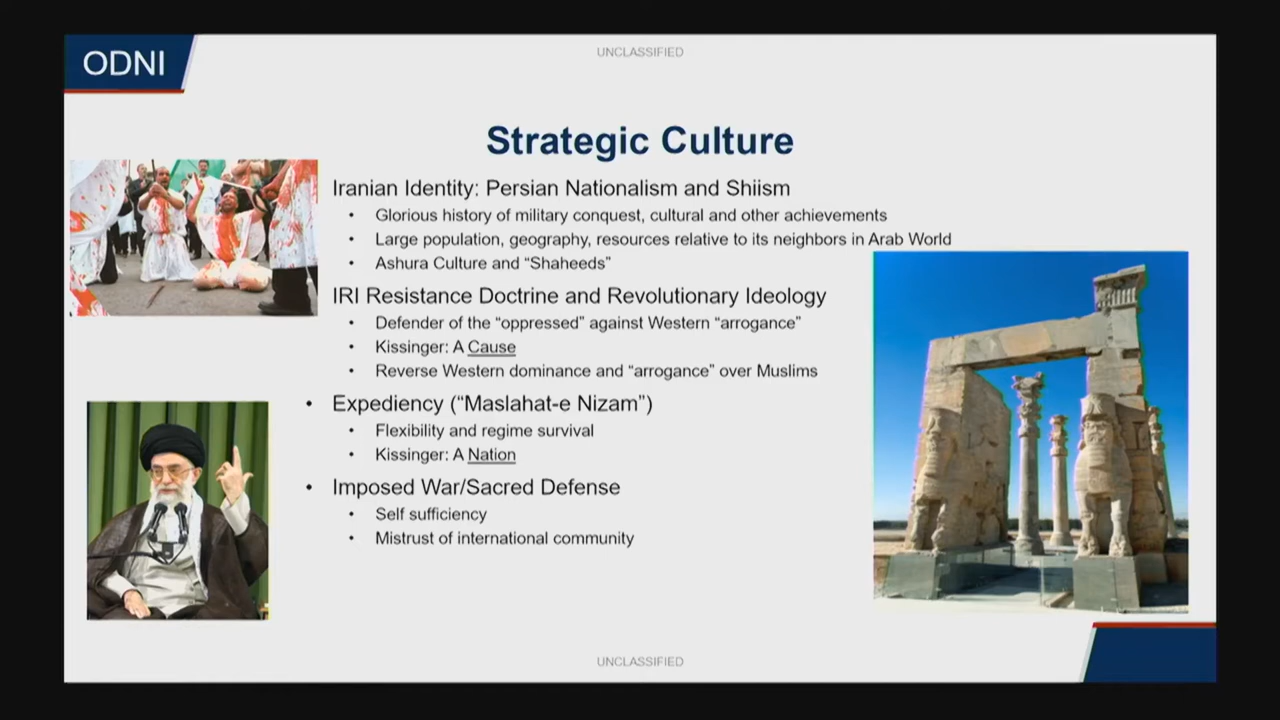 ODNI
UNCLASSIFIED
Strategic Culture
Iranian Identity: Persian Nationalism and Shiism
• Glorious history of military conquest, cultural and other achievements
• Large population, geography, resources relative to its neighbors in Arab World
• Ashura Culture and “Shaheeds”
IRI Resistance Doctrine and Revolutionary Ideology
• Defender of the “oppressed” against Western “arrogance”
• Kissinger: A Cause
• Reverse Western dominance and “arrogance” over Muslims
• Expediency (“Maslahat-e Nizam”)
• Flexibility and regime survival
• Kissinger: A Nation
• Imposed War/Sacred Defense
• Self sufficiency
• Mistrust of international community
UNCLASSIFIED